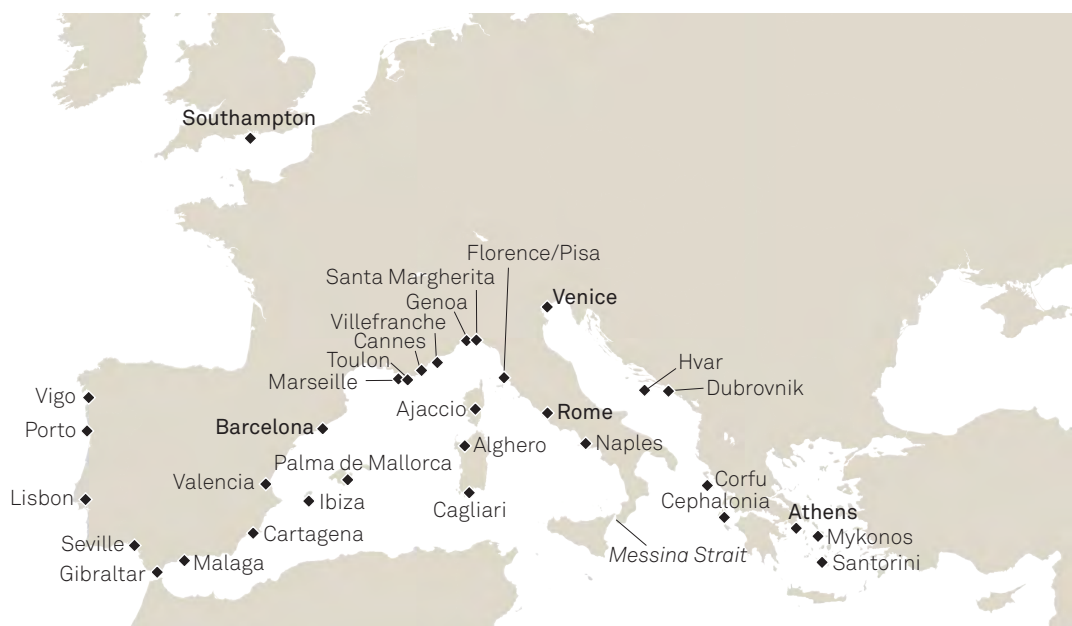 Southampton
Florence/Pisa
Santa Margherita
Venice
Genoa
Villefranche
Cannes
Toulon
Marseille
Hvar
Dubrovnik
Vigo
Ajaccio
Rome
Porto
Barcelona
Alghero
Naples
Palma de Mallorca
Valencia
Corfu
Lisbon
Ibiza
Cagliari
Cephalonia
Athens
Cartagena
Mykonos
Seville
Messina Strait
Gibraltar
Malaga
Santorini